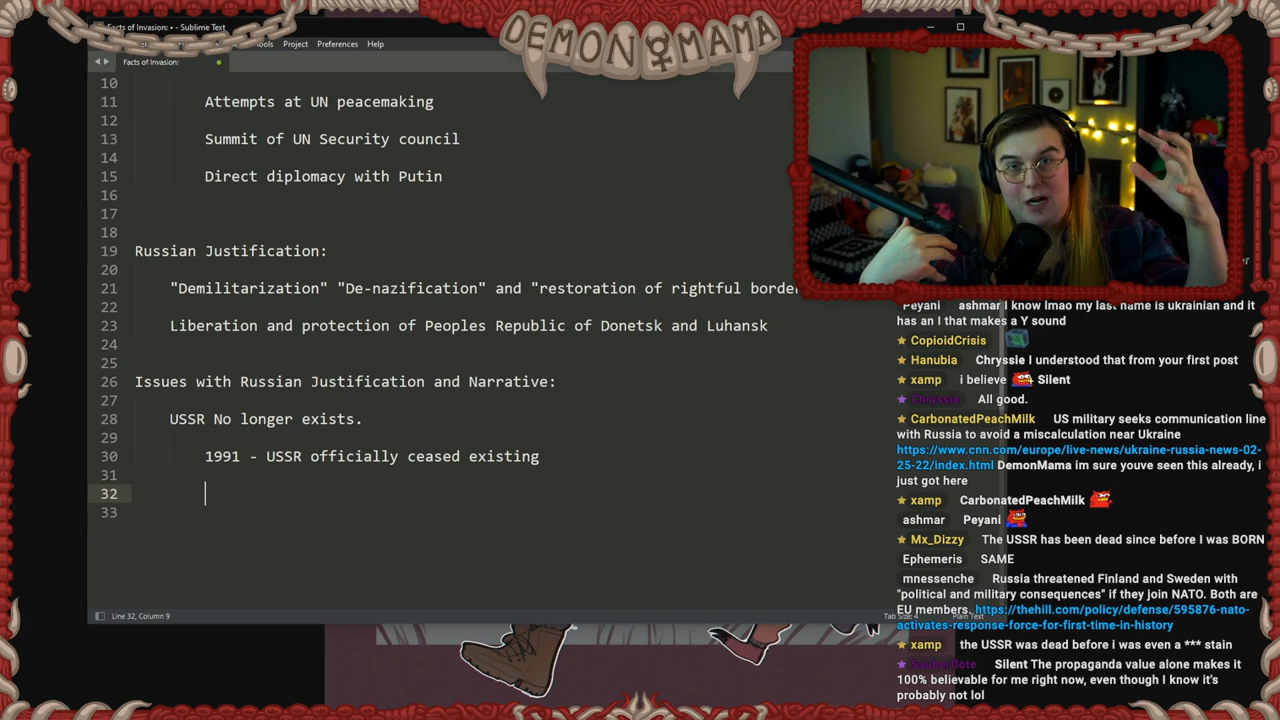 Facts of Invasion: • - Sublime Text
DEMON MAMA
Tools Project Preferences Help
Facts of Invasion:
10
11 Attempts at UN peacemaking
12
13 Summit of UN Security council
14
15 Direct diplomacy with Putin
16
17
18
19 Russian Justification:
20
21 "Demilitarization" "De-nazification" and "restoration of rightful border
22
23 Liberation and protection of Peoples Republic of Donetsk and Luhansk
24
25
26 Issues with Russian Justification and Narrative:
27
28 USSR No longer exists.
29
30 1991 - USSR officially ceased existing
31
32
33
Line 32, Column 9
Tab Size: 4
Plain Text
Peyani ashmar I know lmao my last name is ukrainian and it
has an I that makes a Y sound
CopioidCrisis
Hanubia Chryssie I understood that from your first post
xamp i believe Silent
Chryssie All good.
CarbonatedPeachMilk US military seeks communication line
with Russia to avoid a miscalculation near Ukraine
https://www.cnn.com/europe/live-news/ukraine-russia-news-02-
25-22/index.html DemonMama im sure youve seen this already, i
just got here
xamp CarbonatedPeachMilk
ashmar Peyani
Mx_Dizzy The USSR has been dead since before I was BORN
Ephemeris SAME
mnessenche Russia threatened Finland and Sweden with
"political and military consequences" if they join NATO. Both are
EU members. https://thehill.com/policy/defense/595876-nato-
activates-response-force-for-first-time-in-history
xamp the USSR was dead before i was even a *** stain
Sauberflote Silent The propaganda value alone makes it
100% believable for me right now, even though I know it's
probably not lol